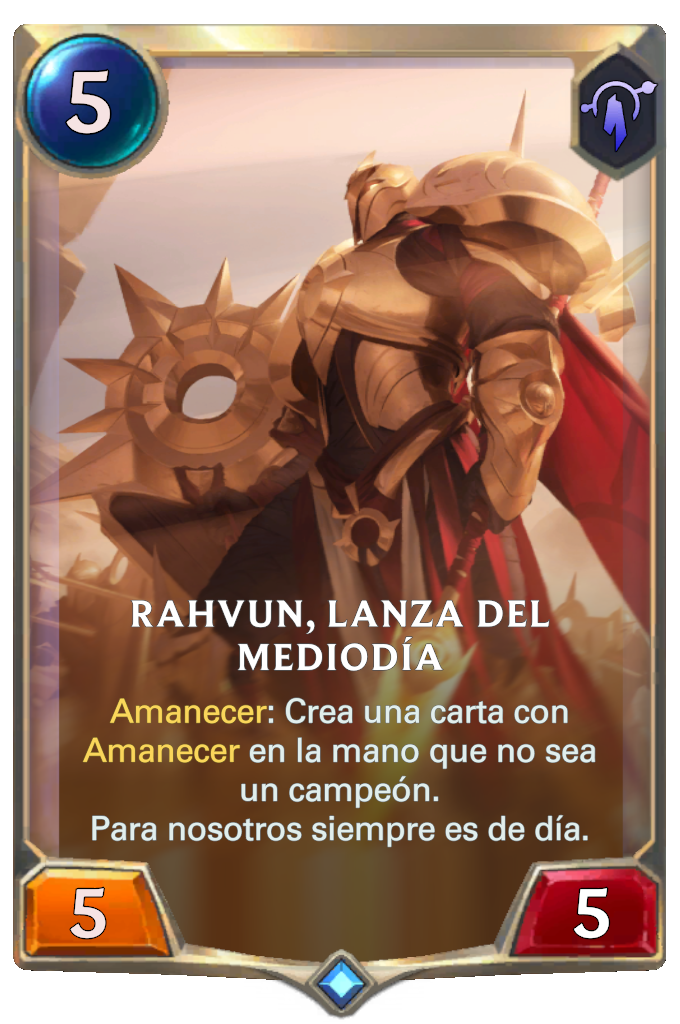 5
RAHVUN, LANZA DEL
MEDIODÍA
Amanecer: Crea una carta con
Amanecer en la mano que no sea
un campeón.
Para nosotros siempre es de día.
5
5